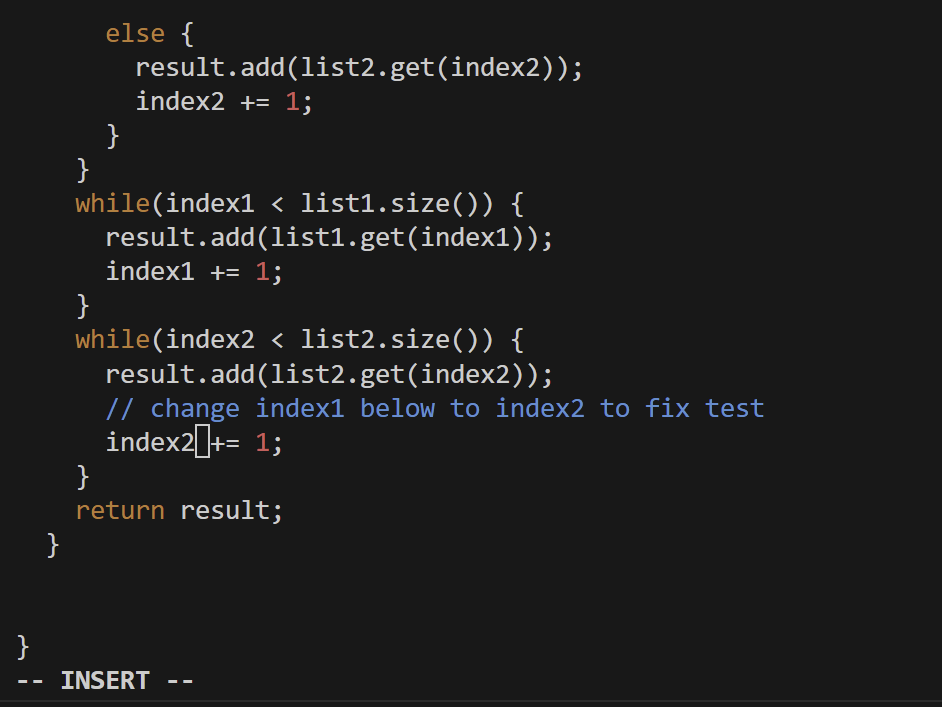 else {
result.add(list2.get(index2));
index2 += 1;
}
}
while(index1 < list1.size()) {
result.add(list1.get(index1));
index1 += 1;
}
while(index2 < list2.size()) {
result.add(list2.get(index2));
// change index1 below to index2 to fix test
index2 += 1;
}
return result;
}
}
-- INSERT --